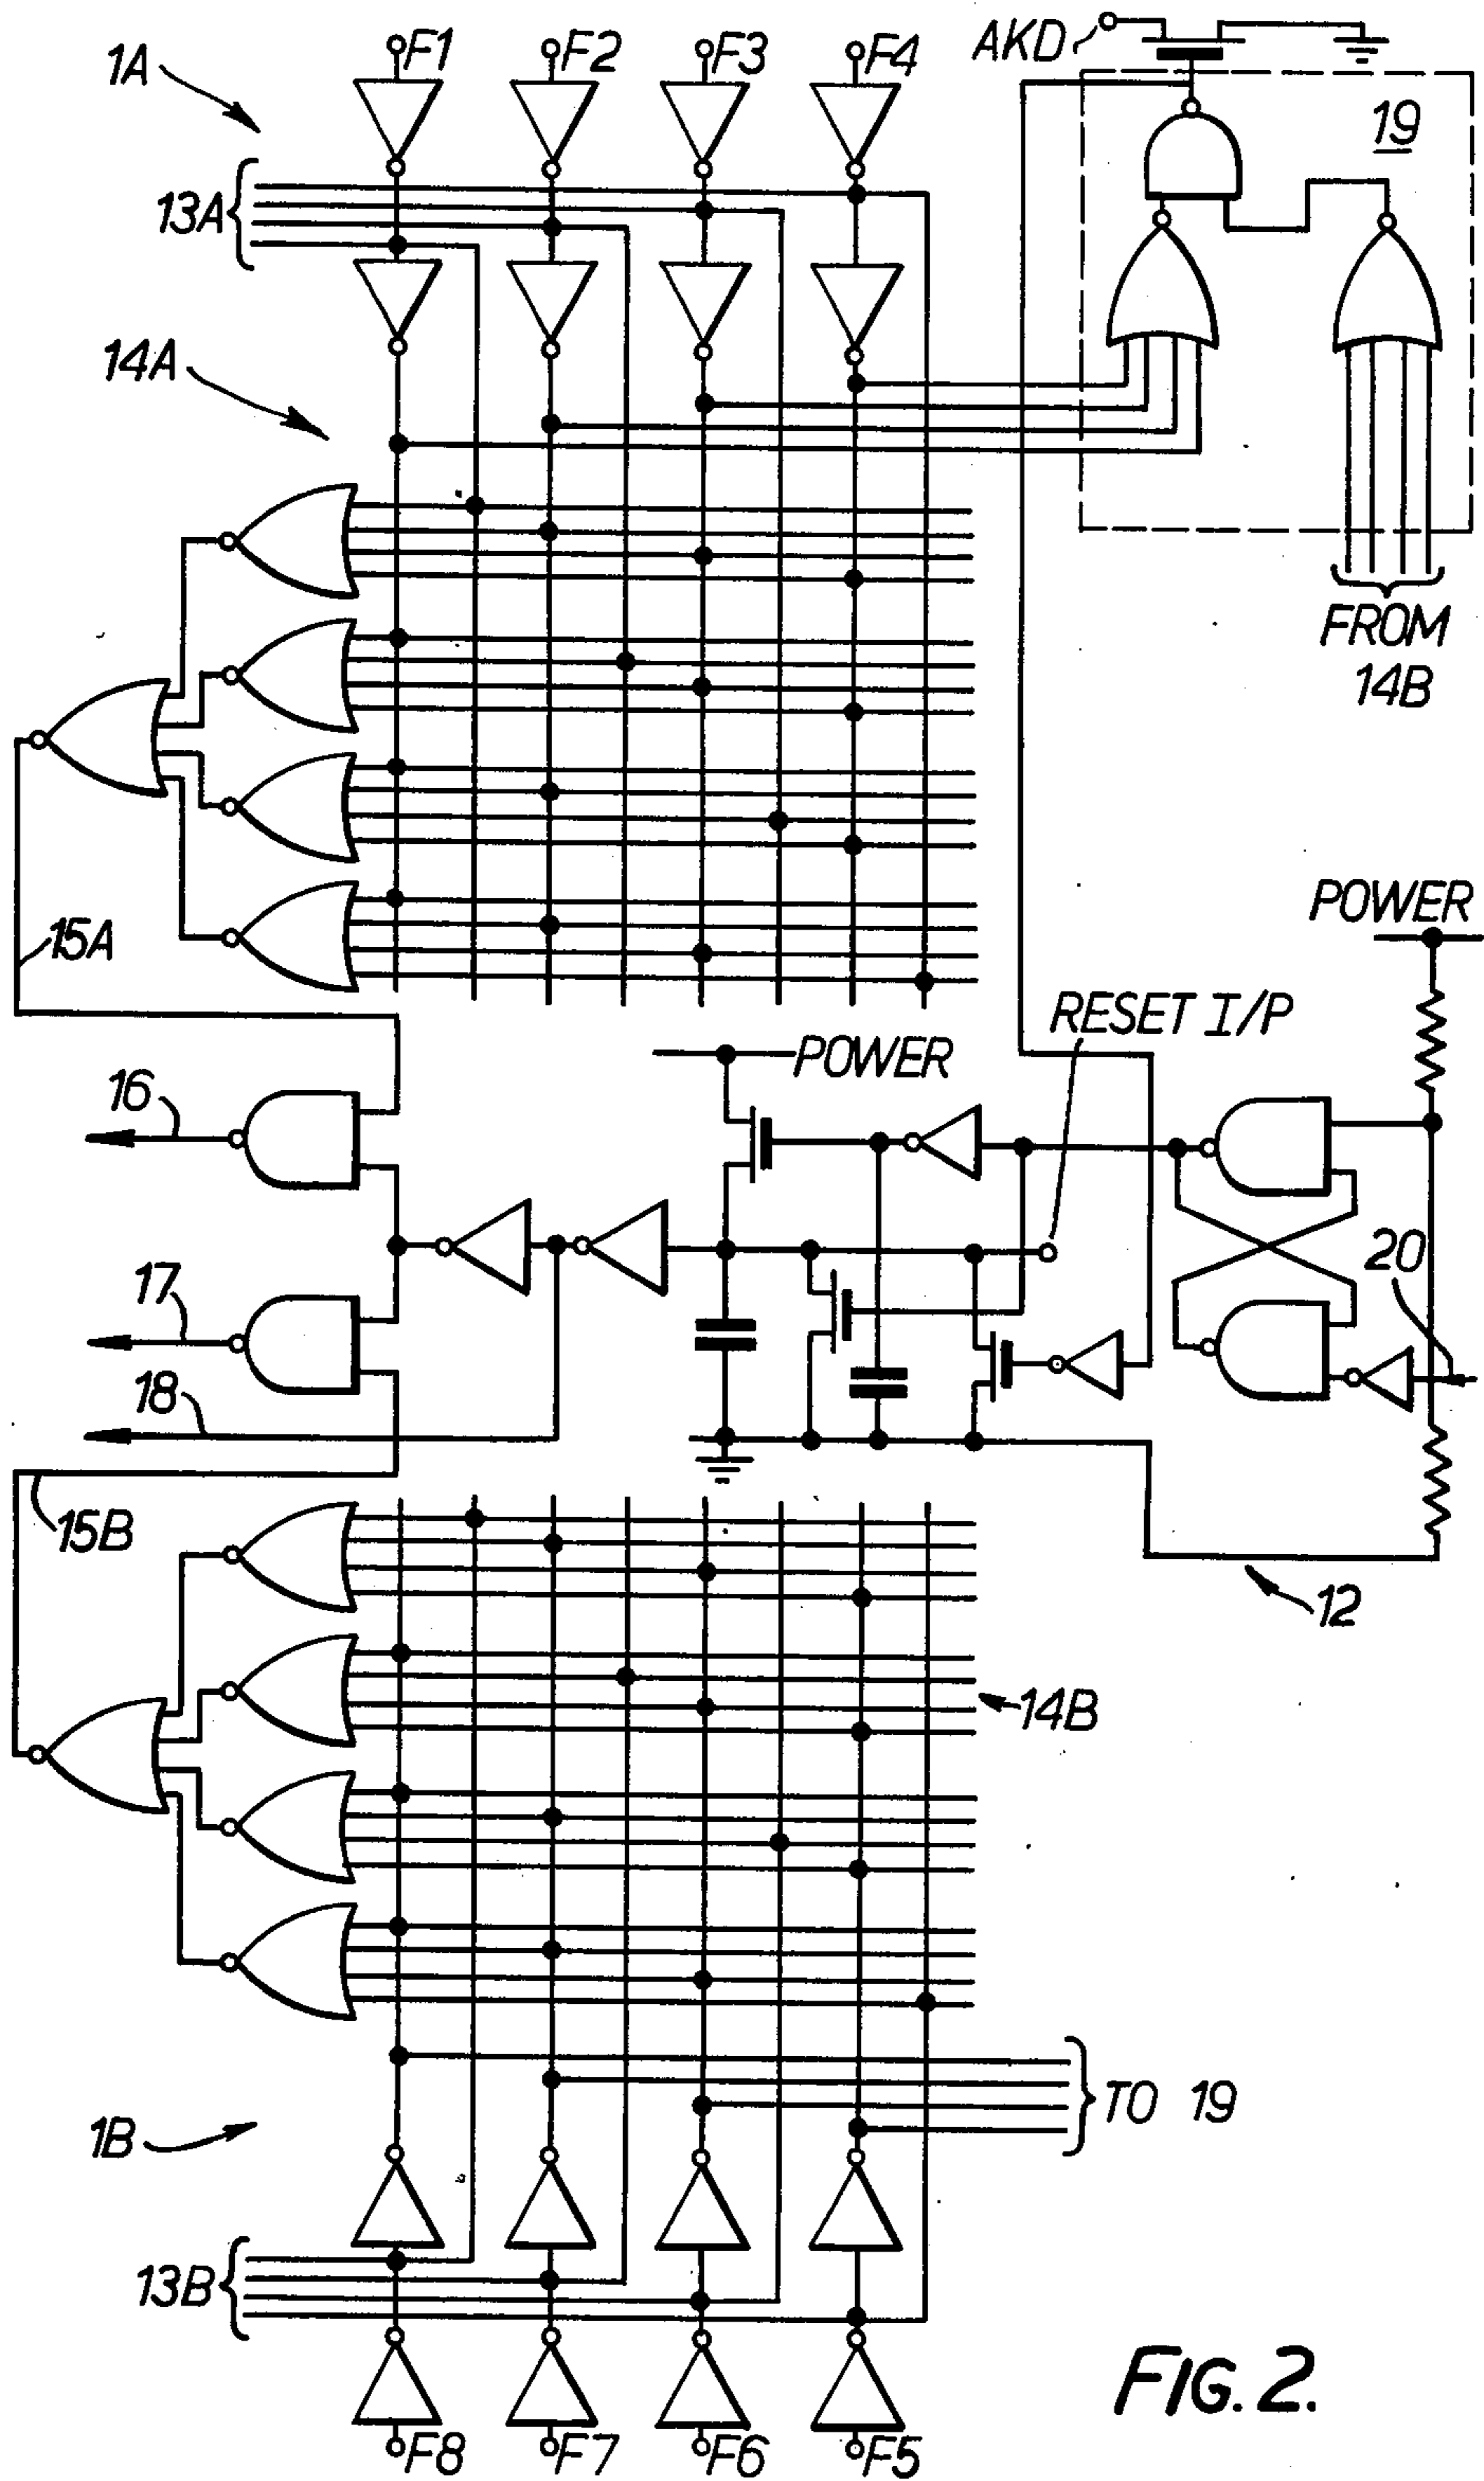 1A
F1
F2
F3
F4
AKD
19
13A
14A
FROM
14B
15A
POWER
RESET I/P
POWER
16
17
18
20
15B
12
14B
TO 19
1B
13B
F8
F7
F6
F5
FIG. 2.